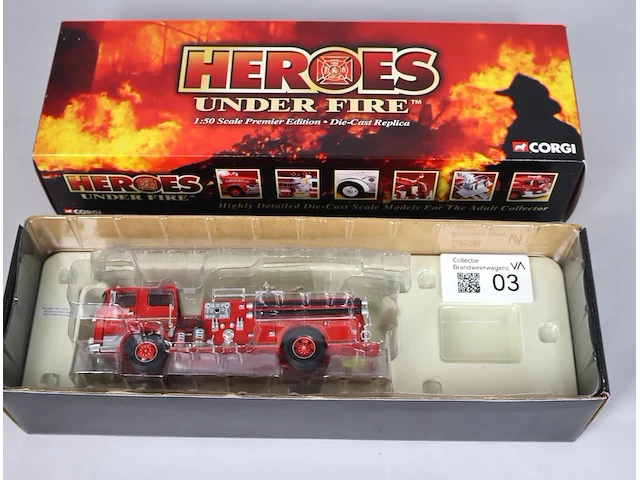 HEROES
UNDER FIRE™
1:50 Scale Premier Edition • Die-Cast Replica
CORGI
HEROES
UNDER FIRE™
Highly Detailed Die-Cast Scale Models For The Adult Collector
CORGI
Collectie
Brandweerwagens
VA
03